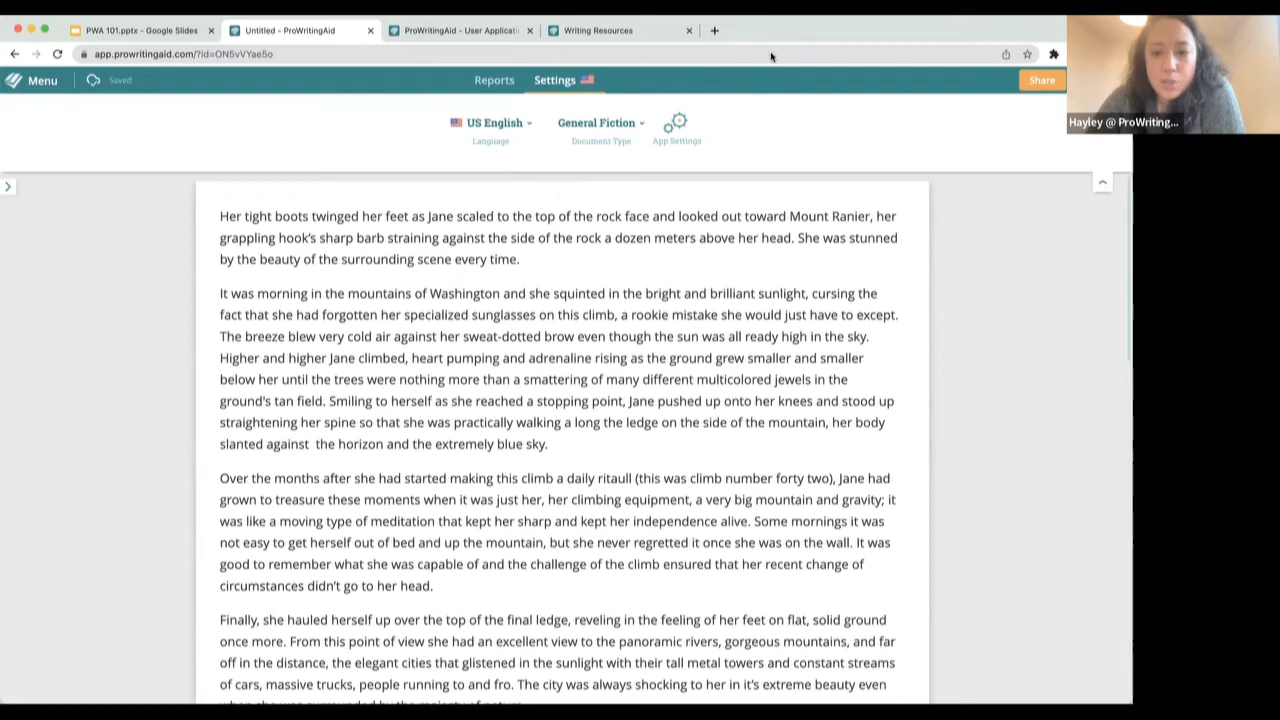 PWA 101.pptx - Google Slides
Untitled - ProWritingAid
ProWritingAid - User Applicati
Writing Resources
app.prowritingaid.com/?id=ON5vVYae5o
Menu
Saved
Reports
Settings
Share
Hayley @ ProWriting...
US English
General Fiction
Language
Document Type
App Settings
Her tight boots twinged her feet as Jane scaled to the top of the rock face and looked out toward Mount Ranier, her
grappling hook's sharp barb straining against the side of the rock a dozen meters above her head. She was stunned
by the beauty of the surrounding scene every time.
It was morning in the mountains of Washington and she squinted in the bright and brilliant sunlight, cursing the
fact that she had forgotten her specialized sunglasses on this climb, a rookie mistake she would just have to except.
The breeze blew very cold air against her sweat-dotted brow even though the sun was all ready high in the sky.
Higher and higher Jane climbed, heart pumping and adrenaline rising as the ground grew smaller and smaller
below her until the trees were nothing more than a smattering of many different multicolored jewels in the
ground's tan field. Smiling to herself as she reached a stopping point, Jane pushed up onto her knees and stood up
straightening her spine so that she was practically walking a long the ledge on the side of the mountain, her body
slanted against  the horizon and the extremely blue sky.
Over the months after she had started making this climb a daily ritaull (this was climb number forty two), Jane had
grown to treasure these moments when it was just her, her climbing equipment, a very big mountain and gravity; it
was like a moving type of meditation that kept her sharp and kept her independence alive. Some mornings it was
not easy to get herself out of bed and up the mountain, but she never regretted it once she was on the wall. It was
good to remember what she was capable of and the challenge of the climb ensured that her recent change of
circumstances didn't go to her head.
Finally, she hauled herself up over the top of the final ledge, reveling in the feeling of her feet on flat, solid ground
once more. From this point of view she had an excellent view to the panoramic rivers, gorgeous mountains, and far
off in the distance, the elegant cities that glistened in the sunlight with their tall metal towers and constant streams
of cars, massive trucks, people running to and fro. The city was always shocking to her in it's extreme beauty even